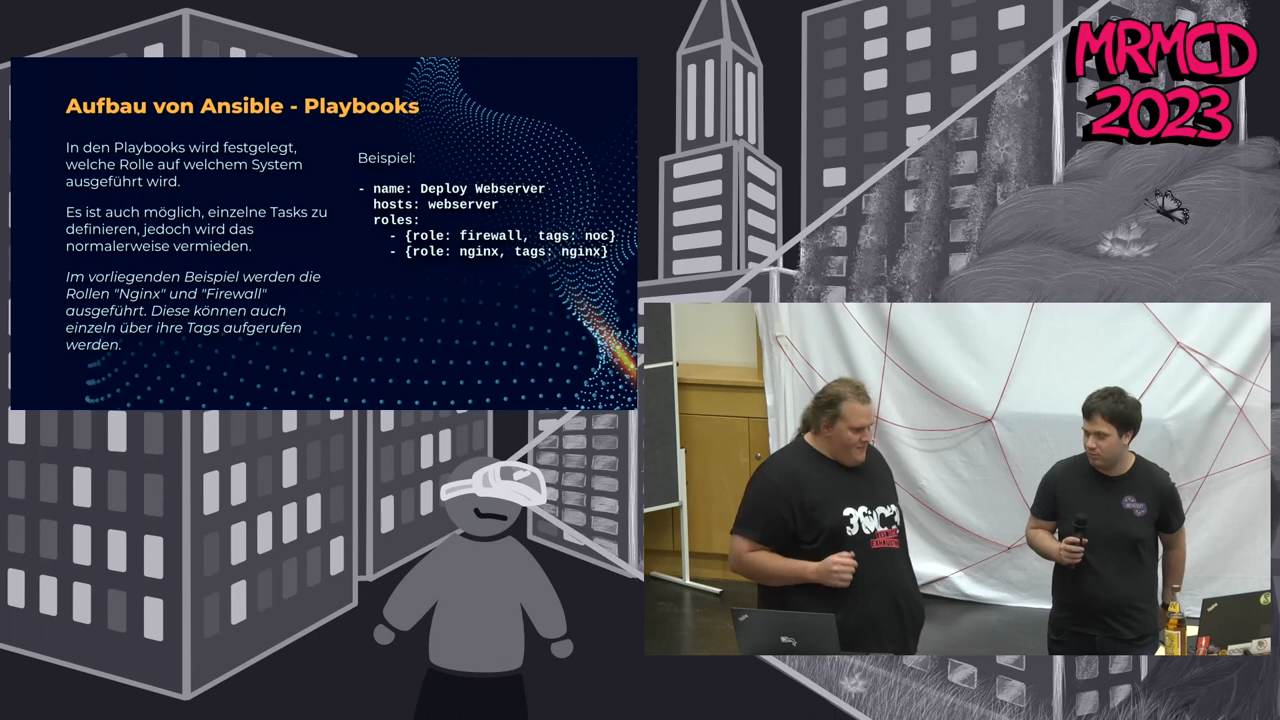 MRMCD
2023
Aufbau von Ansible - Playbooks
In den Playbooks wird festgelegt,
welche Rolle auf welchem System
ausgeführt wird.
Es ist auch möglich, einzelne Tasks zu
definieren, jedoch wird das
normalerweise vermieden.
Im vorliegenden Beispiel werden die
Rollen "Nginx" und "Firewall"
ausgeführt. Diese können auch
einzeln über ihre Tags aufgerufen
werden.
Beispiel:
- name: Deploy Webserver
hosts: webserver
roles:
- {role: firewall, tags: noc}
- {role: nginx, tags: nginx}